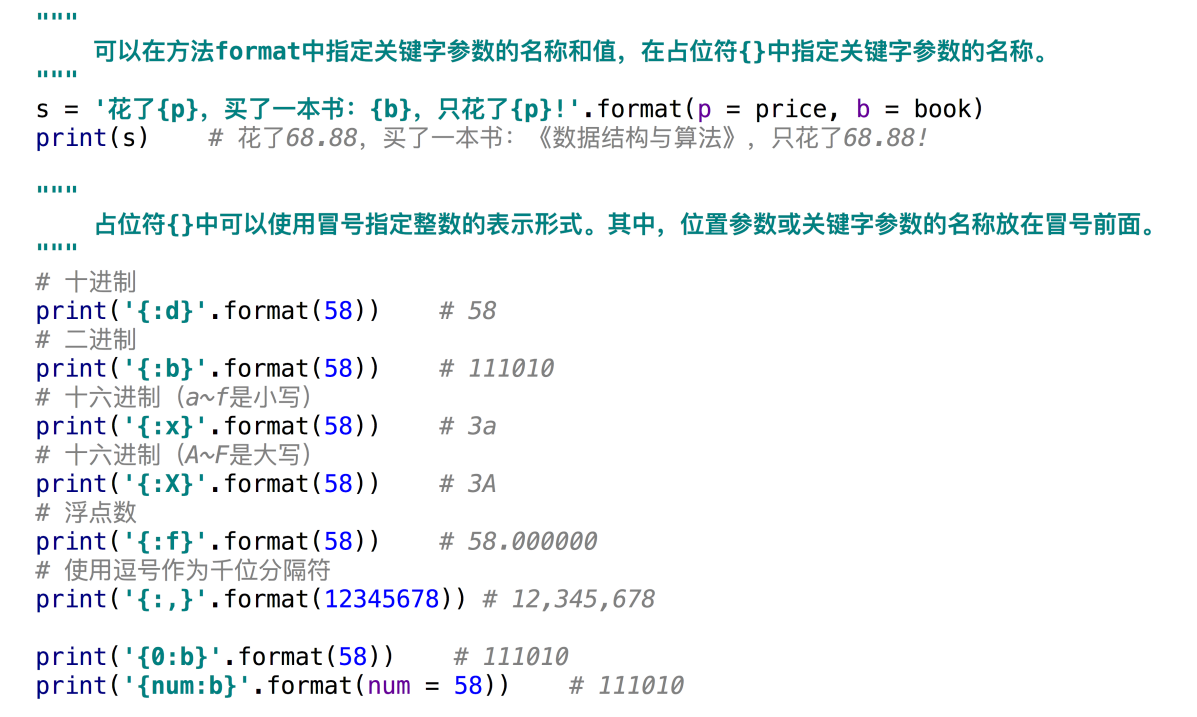 """
可以在方法format中指定关键字参数的名称和值，在占位符{}中指定关键字参数的名称。
"""
s = '花了{p}，买了一本书：{b}，只花了{p}!'.format(p = price, b = book)
print(s)    # 花了68.88，买了一本书：《数据结构与算法》，只花了68.88!
"""
占位符{}中可以使用冒号指定整数的表示形式。其中，位置参数或关键字参数的名称放在冒号前面。
"""
# 十进制
print('{:d}'.format(58))    # 58
# 二进制
print('{:b}'.format(58))    # 111010
# 十六进制（a~f是小写）
print('{:x}'.format(58))    # 3a
# 十六进制（A~F是大写）
print('{:X}'.format(58))    # 3A
# 浮点数
print('{:f}'.format(58))    # 58.000000
# 使用逗号作为千位分隔符
print('{:,}'.format(12345678)) # 12,345,678
print('{0:b}'.format(58))    # 111010
print('{num:b}'.format(num = 58))    # 111010